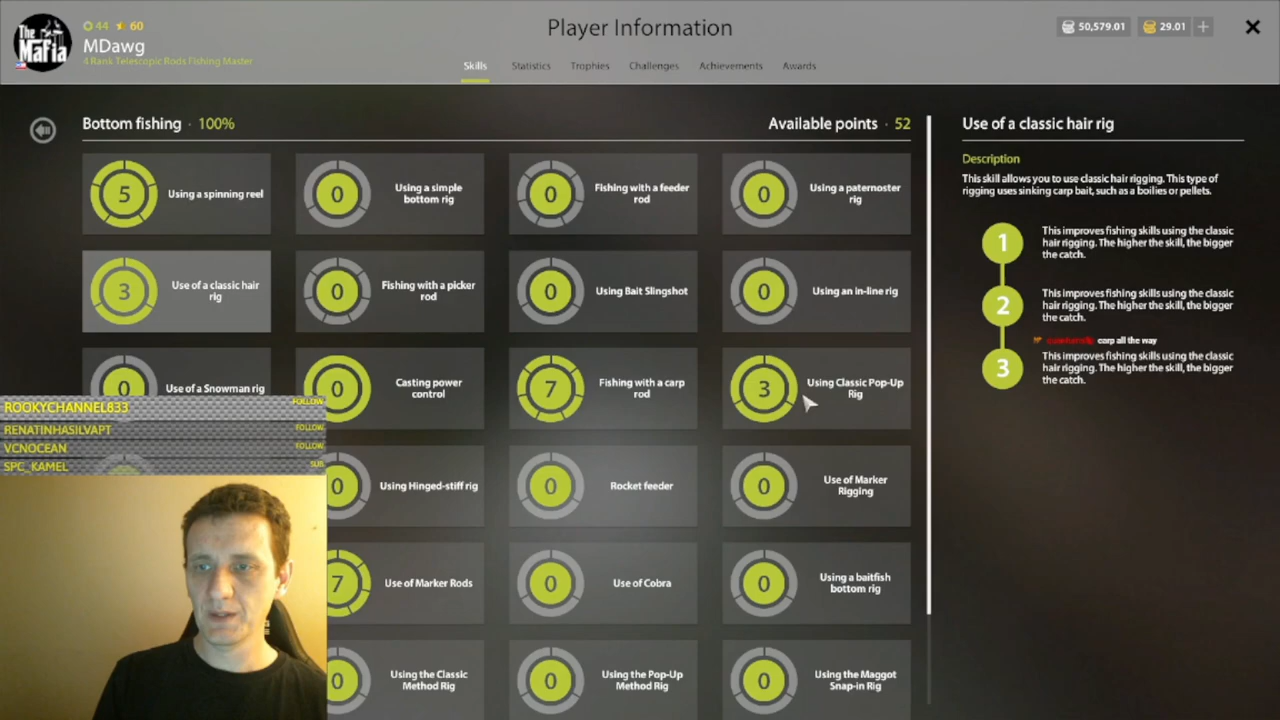 The
Mafia
44 60
MDawg
4 Rank Telescopic Rods Fishing Master
Player Information
50,579.01
29.01
Skills
Statistics
Trophies
Challenges
Achievements
Awards
Bottom fishing · 100%
Available points · 52
5
Using a spinning reel
0
Using a simple
bottom rig
0
Fishing with a feeder
rod
0
Using a paternoster
rig
3
Use of a classic hair
rig
0
Fishing with a picker
rod
0
Using Bait Slingshot
0
Using an in-line rig
0
Use of a Snowman rig
0
Casting power
control
7
Fishing with a carp
rod
3
Using Classic Pop-Up
Rig
0
Using Hinged-stiff rig
0
Rocket feeder
0
Use of Marker
Rigging
7
Use of Marker Rods
0
Use of Cobra
0
Using a baitfish
bottom rig
0
Using the Classic
Method Rig
0
Using the Pop-Up
Method Rig
0
Using the Maggot
Snap-in Rig
Use of a classic hair rig
Description
This skill allows you to use classic hair rigging. This type of
rigging uses sinking carp bait, such as a boilies or pellets.
1
This improves fishing skills using the classic
hair rigging. The higher the skill, the bigger
the catch.
2
This improves fishing skills using the classic
hair rigging. The higher the skill, the bigger
the catch.
carp all the way
3
This improves fishing skills using the classic
hair rigging. The higher the skill, the bigger
the catch.
ROOKYCHANNEL833 FOLLOW
RENATINHASILVAPT FOLLOW
VCNOCEAN FOLLOW
SPC_KAMEL SUB